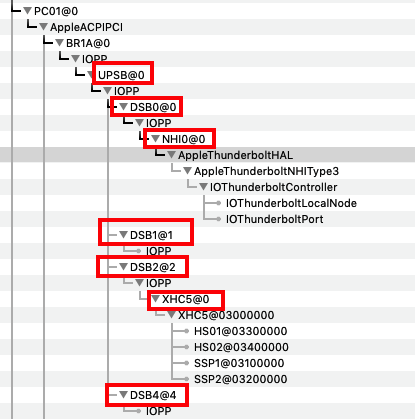 PC01@0
AppleACPIPCI
BR1A@0
IOPP
UPSB@0
IOPP
DSB0@0
IOPP
NHI0@0
AppleThunderboltHAL
AppleThunderboltNHIType3
IOThunderboltController
IOThunderboltLocalNode
IOThunderboltPort
DSB1@1
IOPP
DSB2@2
IOPP
XHC5@0
XHC5@03000000
HS01@03300000
HS02@03400000
SSP1@03100000
SSP2@03200000
DSB4@4
IOPP